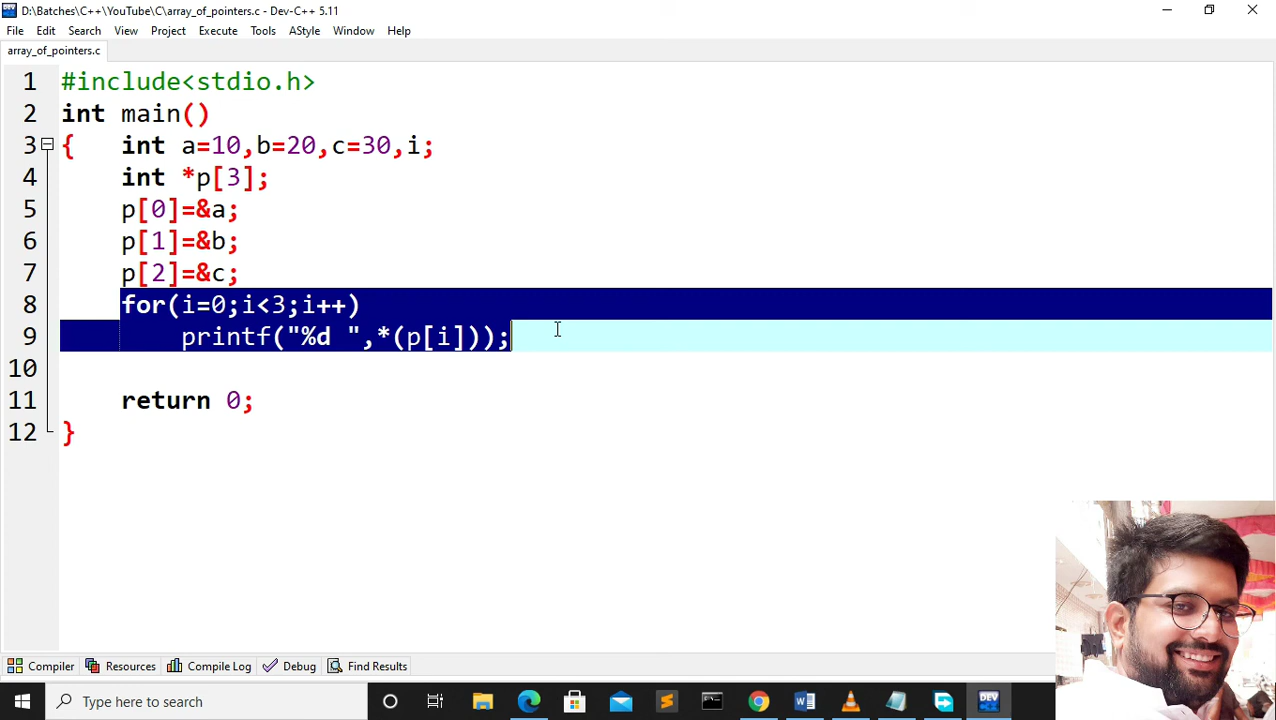 D:\Batches\C++\YouTube\C\array_of_pointers.c - Dev-C++ 5.11
File Edit Search View Project Execute Tools AStyle Window Help
array_of_pointers.c
1 #include<stdio.h>
2 int main()
3 { int a=10,b=20,c=30,i;
4 int *p[3];
5 p[0]=&a;
6 p[1]=&b;
7 p[2]=&c;
8 for(i=0;i<3;i++)
9 printf("%d ",*(p[i]));
10
11 return 0;
12 }
Compiler Resources Compile Log Debug Find Results
Type here to search
DEV